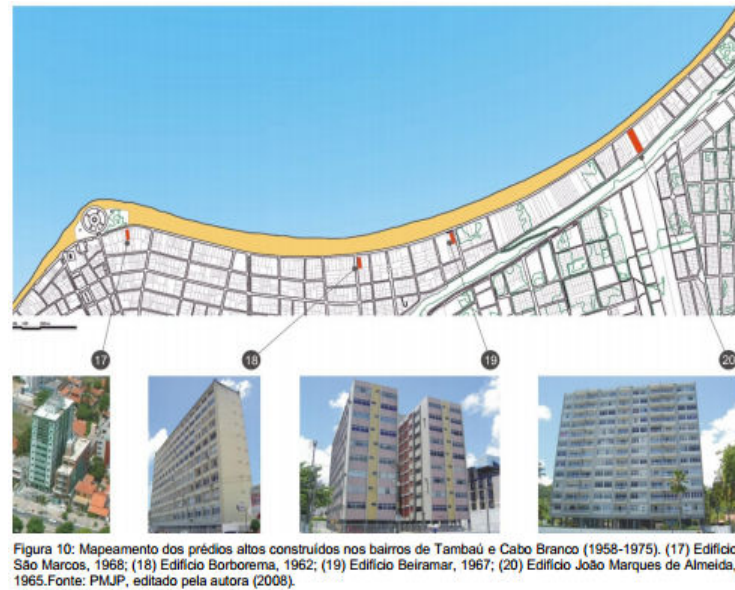 17
18
19
20
Figura 10: Mapeamento dos prédios altos construídos nos bairros de Tambaú e Cabo Branco (1958-1975). (17) Edifício
São Marcos, 1968; (18) Edifício Borborema, 1962; (19) Edifício Beiramar, 1967; (20) Edifício João Marques de Almeida,
1965.Fonte: PMJP, editado pela autora (2008).